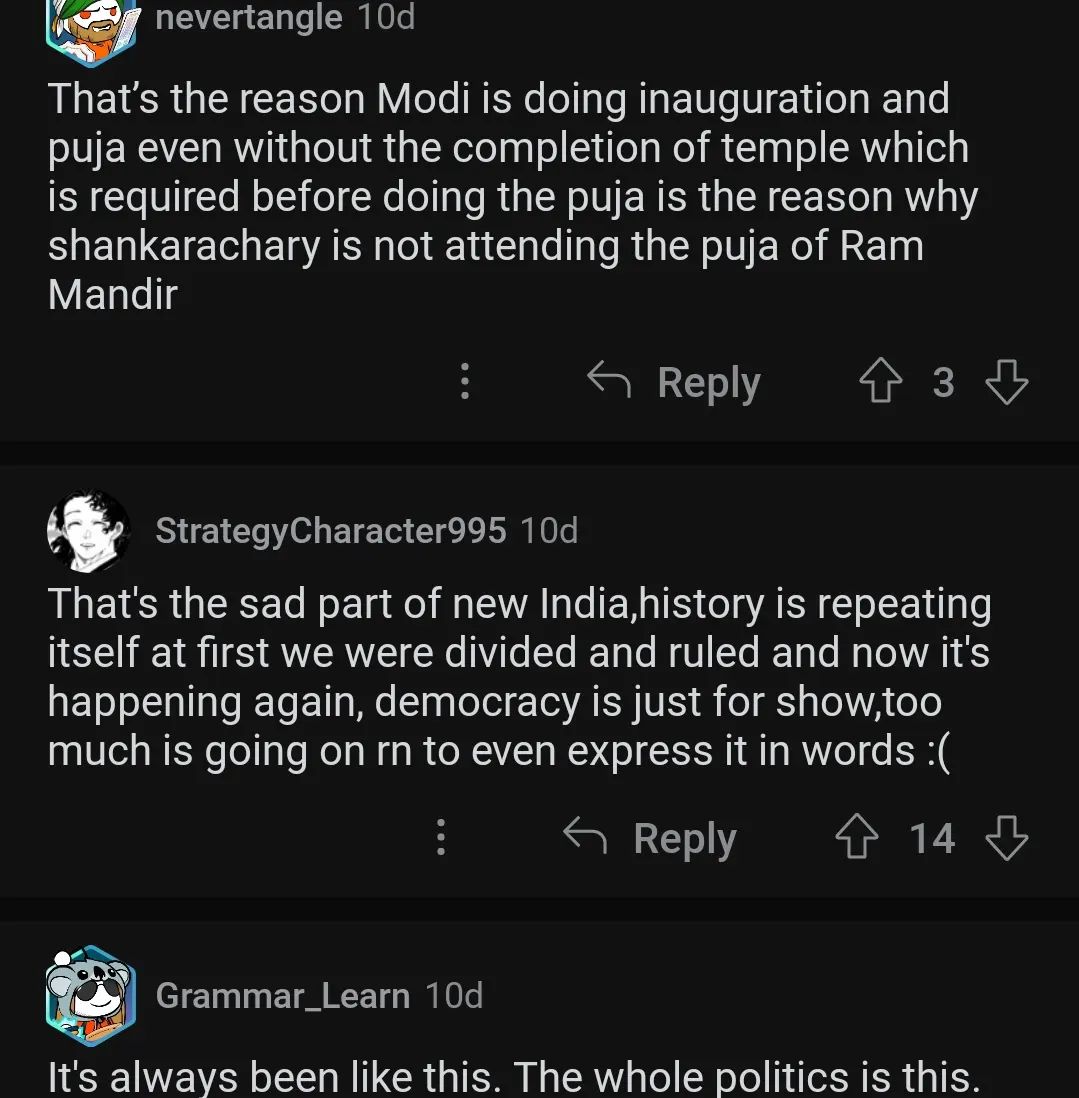 nevertangle 10d
That’s the reason Modi is doing inauguration and
puja even without the completion of temple which
is required before doing the puja is the reason why
shankarachary is not attending the puja of Ram
Mandir
Reply 3
StrategyCharacter995 10d
That's the sad part of new India,history is repeating
itself at first we were divided and ruled and now it's
happening again, democracy is just for show,too
much is going on rn to even express it in words :(
Reply 14
Grammar_Learn 10d
It's always been like this. The whole politics is this.